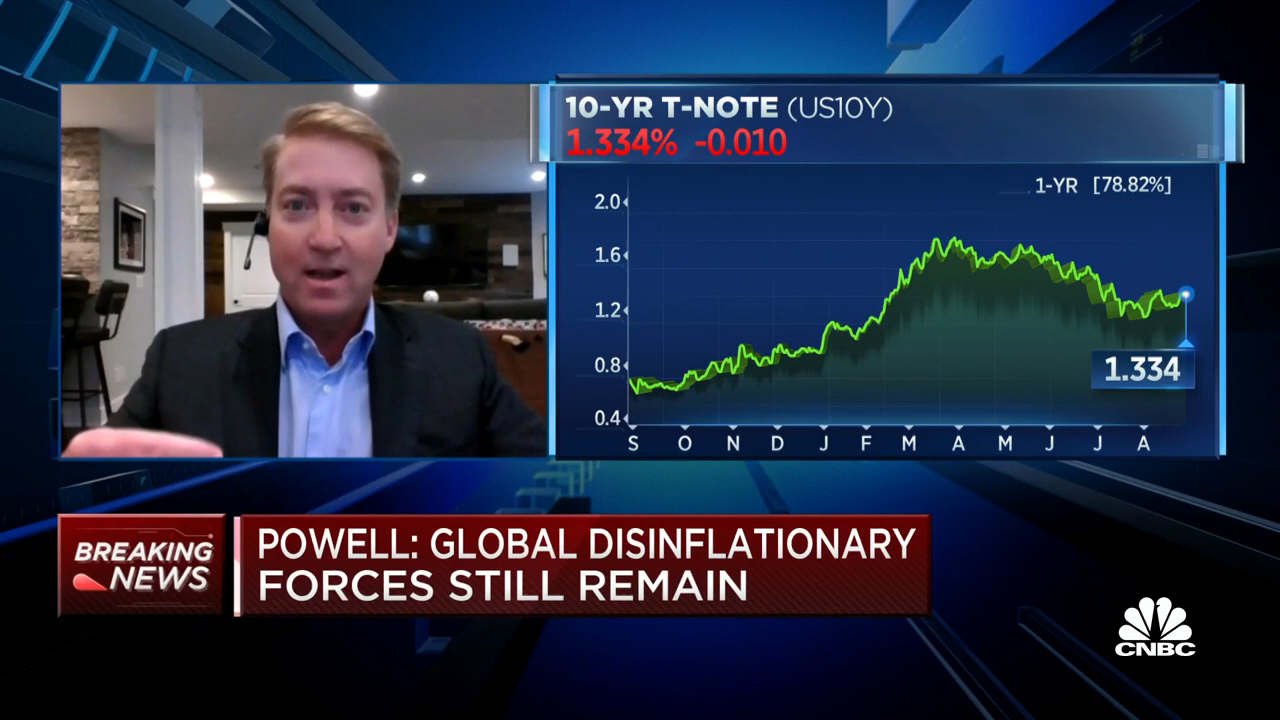 10-YR T-NOTE (US10Y)
1.334% -0.010
1-YR [78.82%]
2.0
1.6
1.2
0.8
0.4
1.334
S O N D J F M A M J J A
BREAKING
NEWS
POWELL: GLOBAL DISINFLATIONARY
FORCES STILL REMAIN
CNBC